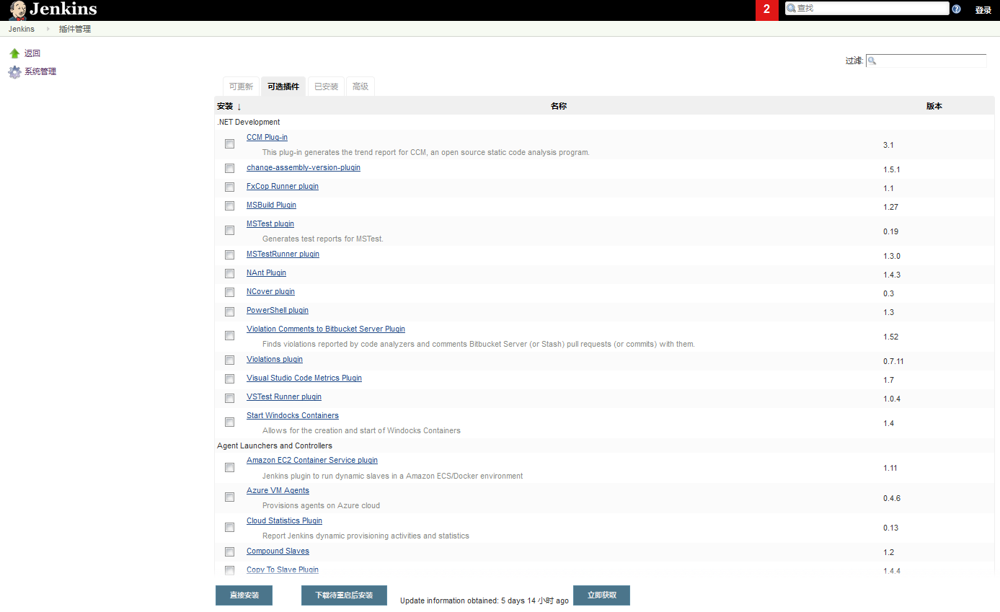 Jenkins
2
查找
登录
Jenkins
插件管理
返回
系统管理
过滤:
可更新
可选插件
已安装
高级
安装 ↓
名称
版本
.NET Development
CCM Plug-in
This plug-in generates the trend report for CCM, an open source static code analysis program.
3.1
change-assembly-version-plugin
1.5.1
FxCop Runner plugin
1.1
MSBuild Plugin
1.27
MSTest plugin
Generates test reports for MSTest.
0.19
MSTestRunner plugin
1.3.0
NAnt Plugin
1.4.3
NCover plugin
0.3
PowerShell plugin
1.3
Violation Comments to Bitbucket Server Plugin
Finds violations reported by code analyzers and comments Bitbucket Server (or Stash) pull requests (or commits) with them.
1.52
Violations plugin
0.7.11
Visual Studio Code Metrics Plugin
1.7
VSTest Runner plugin
1.0.4
Start Windocks Containers
Allows for the creation and start of Windocks Containers
1.4
Agent Launchers and Controllers
Amazon EC2 Container Service plugin
Jenkins plugin to run dynamic slaves in a Amazon ECS/Docker environment
1.11
Azure VM Agents
Provisions agents on Azure cloud
0.4.6
Cloud Statistics Plugin
Report Jenkins dynamic provisioning activities and statistics
0.13
Compound Slaves
1.2
Copy To Slave Plugin
1.4.4
直接安装
下载待重启后安装
Update information obtained: 5 days 14 小时 ago
立即获取